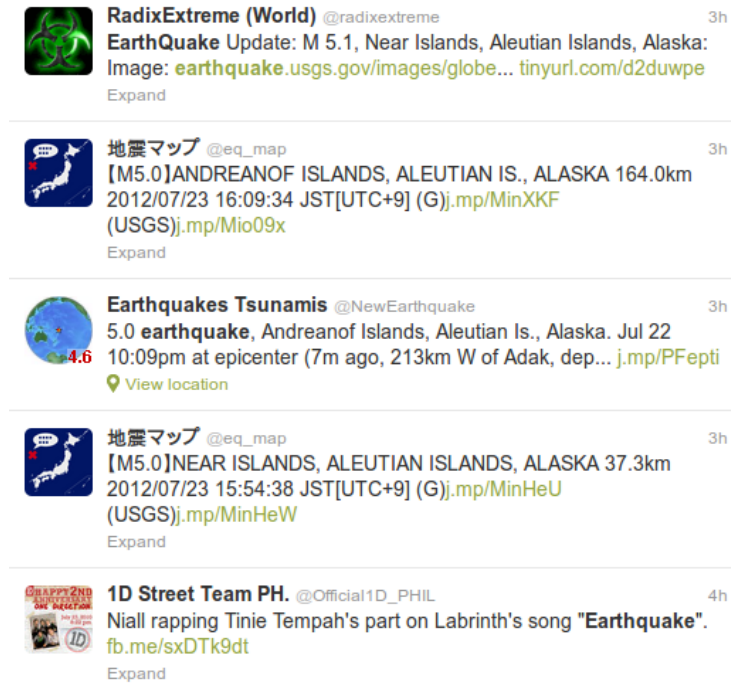 RadixExtreme (World) @radixextreme 3h
EarthQuake Update: M 5.1, Near Islands, Aleutian Islands, Alaska:
Image: earthquake.usgs.gov/images/globe... tinyurl.com/d2duwpe
Expand
地震マップ @eq_map 3h
【M5.0】ANDREANOF ISLANDS, ALEUTIAN IS., ALASKA 164.0km
2012/07/23 16:09:34 JST[UTC+9] (G)j.mp/MinXKF
(USGS)j.mp/Mio09x
Expand
Earthquakes Tsunamis @NewEarthquake 3h
5.0 earthquake, Andreanof Islands, Aleutian Is., Alaska. Jul 22
10:09pm at epicenter (7m ago, 213km W of Adak, dep... j.mp/PFepti
4.6
View location
地震マップ @eq_map 3h
【M5.0】NEAR ISLANDS, ALEUTIAN ISLANDS, ALASKA 37.3km
2012/07/23 15:54:38 JST[UTC+9] (G)j.mp/MinHeU
(USGS)j.mp/MinHeW
Expand
HAPPY 2ND
ANNIVERSARY
ONE DIRECTION
1D
1D Street Team PH. @Official1D_PHIL 4h
Niall rapping Tinie Tempah's part on Labrinth's song "Earthquake".
fb.me/sxDTk9dt
Expand